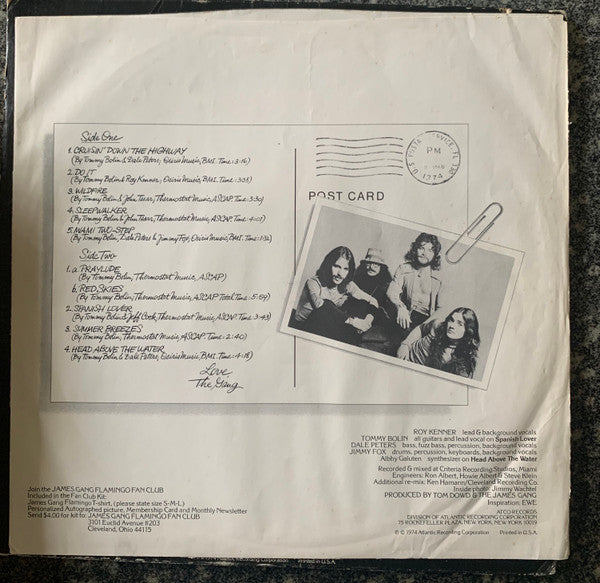 Side One
1. CRUISIN' DOWN THE HIGHWAY
(By Tommy Bolin & Dale Peters, Osiris Music, BMI. Time: 3:16)
2. DO IT
(By Tommy Bolin & Roy Kenner, Osiris Music, BMI. Time: 3:38)
3. WILDFIRE
(By Tommy Bolin & John Tesar, Thermostat Music, ASCAP. Time: 3:30)
4. SLEEPWALKER
(By Tommy Bolin & John Tesar, Thermostat Music, ASCAP. Time: 4:07)
5. MIAMI TWO-STEP
(By Tommy Bolin, Dale Peters & Jimmy Fox, Osiris Music, BMI. Time: 1:32)
Side Two
1. a. PRAYLUDE
(By Tommy Bolin, Thermostat Music, ASCAP)
b. RED SKIES
(By Tommy Bolin, Thermostat Music, ASCAP. Total Time: 5:09)
2. SPANISH LOVER
(By Tommy Bolin & Jeff Cook, Thermostat Music, ASCAP. Time: 3:43)
3. SUMMER BREEZES
(By Tommy Bolin, Thermostat Music, ASCAP. Time: 2:40)
4. HEAD ABOVE THE WATER
(By Tommy Bolin & Dale Peters, Osiris Music, BMI. Time: 4:18)
Love,
The Gang
PM
1974
POST CARD
ROY KENNER lead & background vocals
TOMMY BOLIN all guitars and lead vocal on Spanish Lover
DALE PETERS bass, fuzz bass, percussion, background vocals
JIMMY FOX drums, percussion, keyboards, background vocals
Albhy Galuten synthesizer on Head Above The Water
Recorded & mixed at Criteria Recording Studios, Miami
Engineers: Ron Albert, Howie Albert & Steve Klein
Additional re-mix: Ken Hamann/Cleveland Recording Co.
Inside photo: Jimmy Wachtel
PRODUCED BY TOM DOWD & THE JAMES GANG
Inspiration: EWE
ATCO RECORDS
DIVISION OF ATLANTIC RECORDING CORPORATION
75 ROCKEFELLER PLAZA, NEW YORK, NEW YORK 10019
℗ © 1974 Atlantic Recording Corporation Printed in U.S.A.
Join the JAMES GANG FLAMINGO FAN CLUB
Included in the Fan Club Kit:
James Gang Flamingo T-shirt, (please state size S-M-L)
Personalized Autographed picture, Membership Card and Monthly Newsletter
Send $4.00 for kit to: JAMES GANG FLAMINGO FAN CLUB
3101 Euclid Avenue #203
Cleveland, Ohio 44115
Recording Corporation Printed in U.S.A.